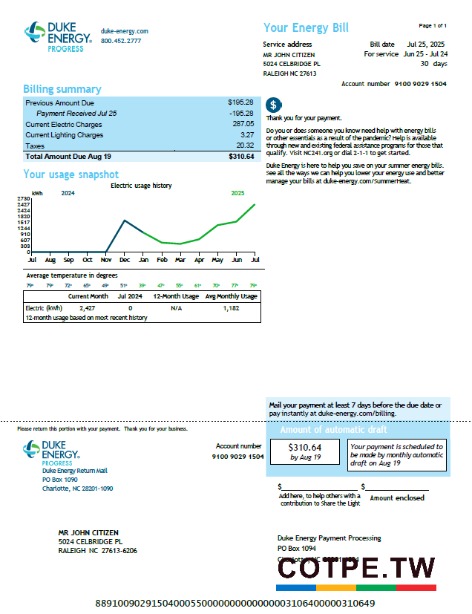 DUKE ENERGY PROGRESS
duke-energy.com
800.452.2777
Your Energy Bill
Page 1 of 1
Service address
MR JOHN CITIZEN
5024 CELBRIDGE PL
RALEIGH NC 27613
Bill date Jul 25, 2025
For service Jun 25 - Jul 24
30 days
Account number 9100 9029 1504
Billing summary
Previous Amount Due $195.28
Payment Received Jul 25 -195.28
Current Electric Charges 287.05
Current Lighting Charges 3.27
Taxes 20.32
Total Amount Due Aug 19 $310.64
$
Thank you for your payment.
Do you or does someone you know need help with energy bills
or other essentials as a result of the pandemic? Help is available
through new and existing federal assistance programs for those that
qualify. Visit NC241.org or dial 2-1-1 to get started.
Duke Energy is here to help you save on your summer energy bills.
See all the ways we can help you lower your energy use and better
manage your bills at duke-energy.com/SummerHeat.
Your usage snapshot
Electric usage history
kWh 2024 2025
2730
2427
2124
1820
1517
1214
910
607
303
0
Jul Aug Sep Oct Nov Dec Jan Feb Mar Apr May Jun Jul
Average temperature in degrees
Current Month Jul 2024 12-Month Usage Avg Monthly Usage
Electric (kWh) 2,427 0 N/A 1,182
12-month usage based on most recent history
Mail your payment at least 7 days before the due date or
pay instantly at duke-energy.com/billing.
Please return this portion with your payment. Thank you for your business.
Amount of automatic draft
DUKE ENERGY PROGRESS
Duke Energy Return Mail
PO Box 1090
Charlotte, NC 28201-1090
Account number
9100 9029 1504
$310.64
by Aug 19
Your payment is scheduled to
be made by monthly automatic
draft on Aug 19
$
Add here, to help others with a
contribution to Share the Light
$
Amount enclosed
MR JOHN CITIZEN
5024 CELBRIDGE PL
RALEIGH NC 27613-6206
Duke Energy Payment Processing
PO Box 1094
COTPE.TW